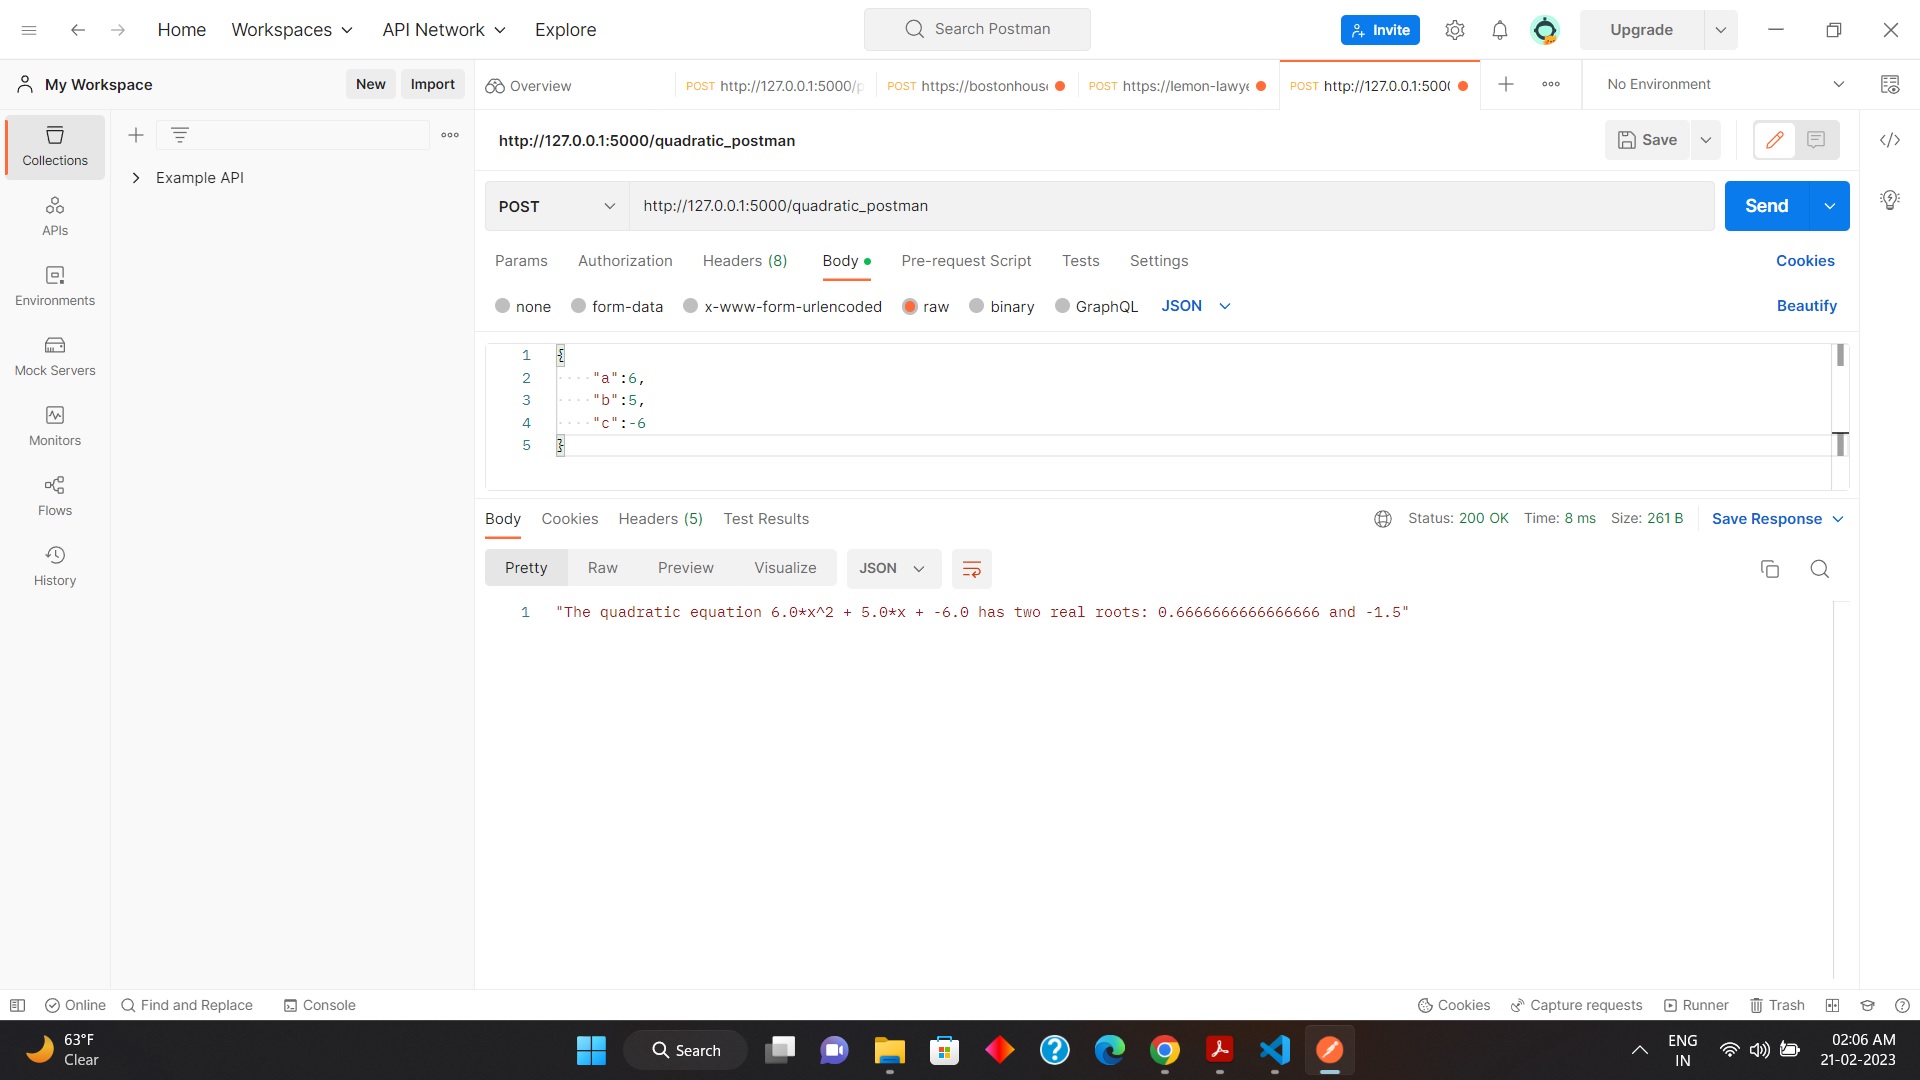 Home Workspaces API Network Explore Search Postman Invite Upgrade
My Workspace New Import Overview POST http://127.0.0.1:5000/p POST https://bostonhous POST https://lemon-lawye POST http://127.0.0.1:5000 No Environment
http://127.0.0.1:5000/quadratic_postman Save
Collections
Example API
POST http://127.0.0.1:5000/quadratic_postman Send
APIs
Params Authorization Headers (8) Body Pre-request Script Tests Settings Cookies
Environments
none form-data x-www-form-urlencoded raw binary GraphQL JSON Beautify
Mock Servers
1 {
2 "a":6,
3 "b":5,
4 "c":-6
5 }
Monitors
Flows
Body Cookies Headers (5) Test Results Status: 200 OK Time: 8 ms Size: 261 B Save Response
History
Pretty Raw Preview Visualize JSON
1 "The quadratic equation 6.0*x^2 + 5.0*x + -6.0 has two real roots: 0.6666666666666666 and -1.5"
Online Find and Replace Console Cookies Capture requests Runner Trash
63°F
Clear
Search
ENG
IN
02:06 AM
21-02-2023